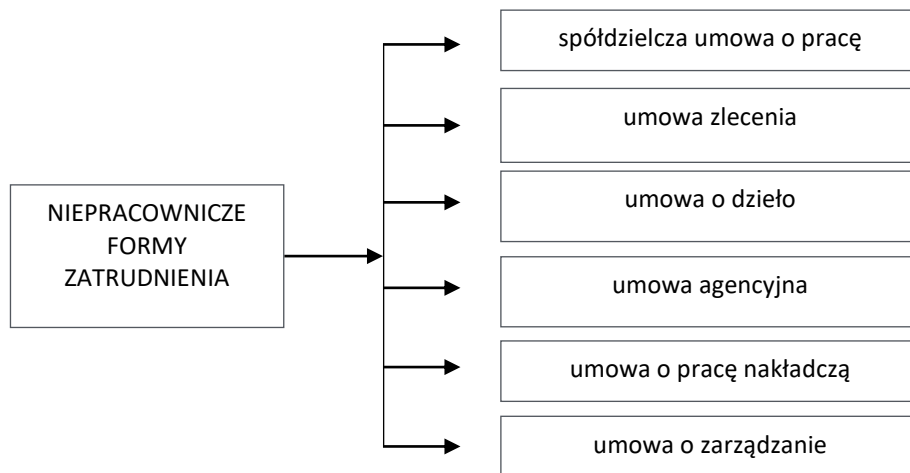 NIEPRACOWNICZE
FORMY
ZATRUDNIENIA
spółdzielcza umowa o pracę
umowa zlecenia
umowa o dzieło
umowa agencyjna
umowa o pracę nakładczą
umowa o zarządzanie